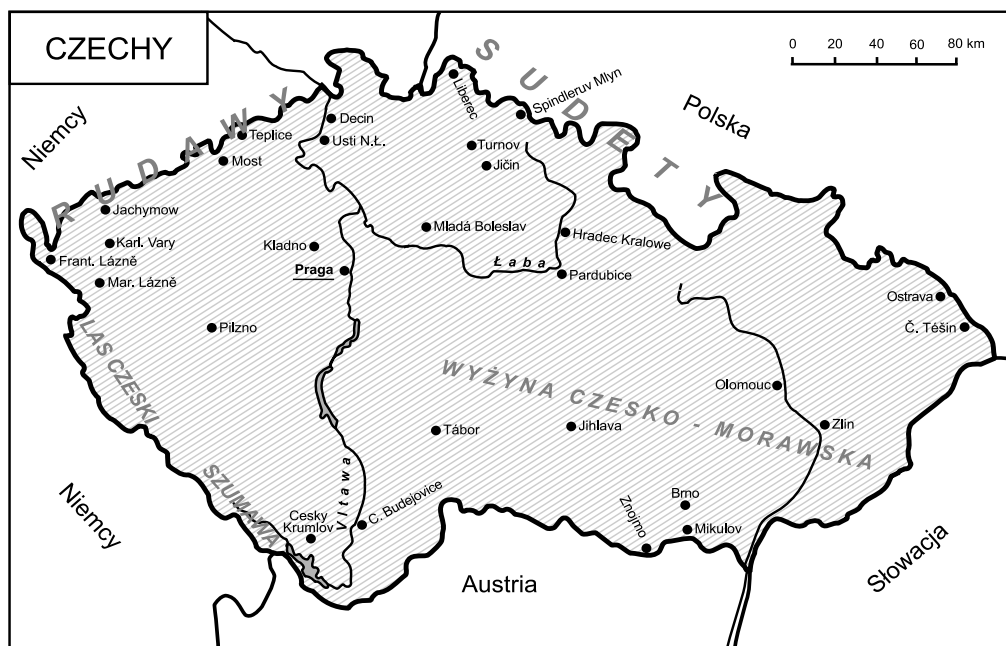 CZECHY
0 20 40 60 80 km
SUDETY
RUDAWY
Niemcy
Polska
Liberec
Spindleruv Mlyn
Decin
Teplice
Usti N.Ł.
Turnov
Most
Jičin
Jachymow
Mladá Boleslav
Hradec Kralowe
Karl. Vary
Kladno
Frant. Lázně
Praga
Łaba
Pardubice
Mar. Lázně
Ostrava
Pilzno
Č. Téšin
LAS CZESKI
WYŻYNA CZESKO - MORAWSKA
Olomouc
Tábor
Jihlava
Zlin
SZUMAWA
Vltawa
Niemcy
C. Budejovice
Cesky
Krumlov
Znojmo
Brno
Mikulov
Austria
Słowacja